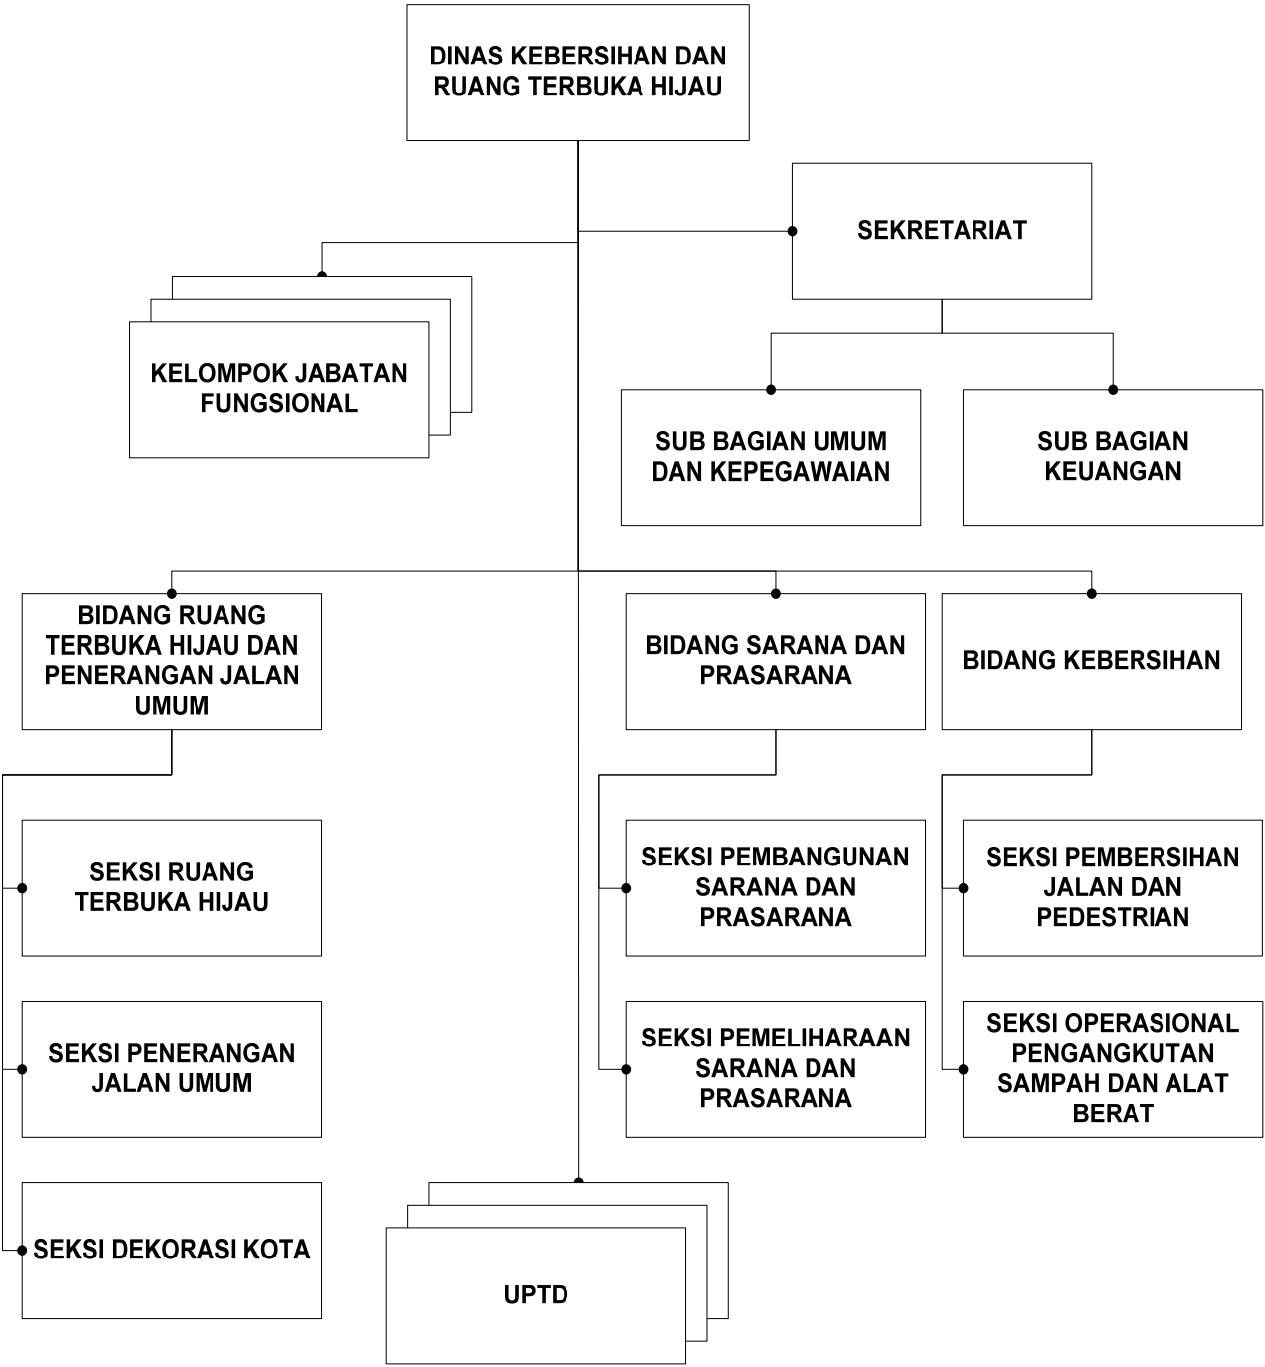 DINAS KEBERSIHAN DAN
RUANG TERBUKA HIJAU
SEKRETARIAT
KELOMPOK JABATAN
FUNGSIONAL
SUB BAGIAN UMUM
DAN KEPEGAWAIAN
SUB BAGIAN
KEUANGAN
BIDANG RUANG
TERBUKA HIJAU DAN
PENERANGAN JALAN
UMUM
BIDANG SARANA DAN
PRASARANA
BIDANG KEBERSIHAN
SEKSI RUANG
TERBUKA HIJAU
SEKSI PEMBANGUNAN
SARANA DAN
PRASARANA
SEKSI PEMBERSIHAN
JALAN DAN
PEDESTRIAN
SEKSI PENERANGAN
JALAN UMUM
SEKSI PEMELIHARAAN
SARANA DAN
PRASARANA
SEKSI OPERASIONAL
PENGANGKUTAN
SAMPAH DAN ALAT
BERAT
SEKSI DEKORASI KOTA
UPTD